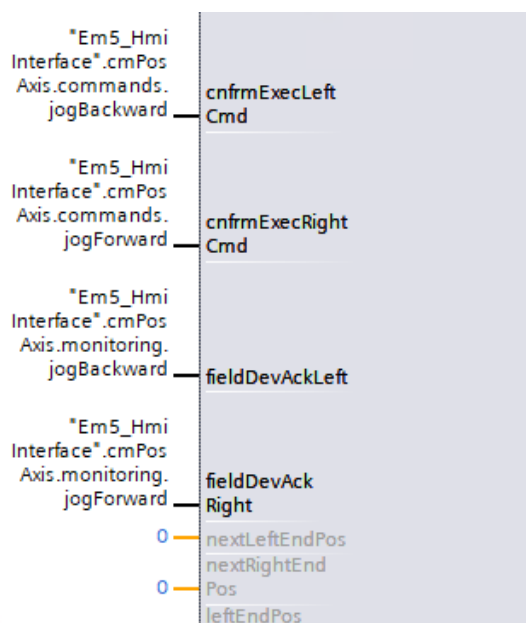 "Em5_Hmi
Interface".cmPos
Axis.commands.
jogBackward
cnfrmExecLeft
Cmd
"Em5_Hmi
Interface".cmPos
Axis.commands.
jogForward
cnfrmExecRight
Cmd
"Em5_Hmi
Interface".cmPos
Axis.monitoring.
jogBackward
fieldDevAckLeft
"Em5_Hmi
Interface".cmPos
Axis.monitoring.
jogForward
fieldDevAck
Right
0
nextLeftEndPos
nextRightEnd
0
Pos
leftEndPos